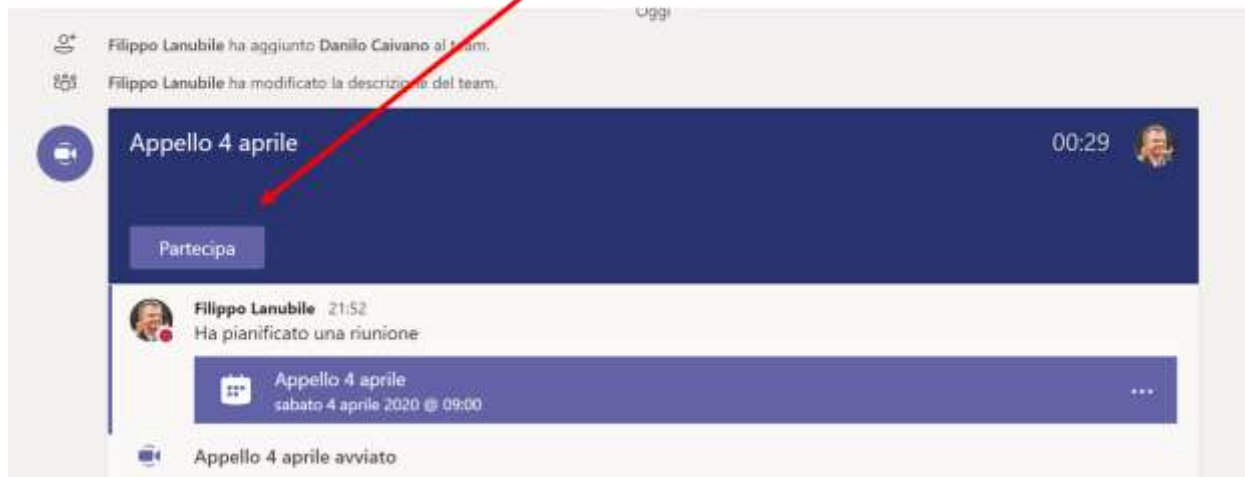 Oggi
Filippo Lanubile ha aggiunto Danilo Caivano al team.
Filippo Lanubile ha modificato la descrizione del team.
Appello 4 aprile
00:29
Partecipa
Filippo Lanubile 21:52
Ha pianificato una riunione
Appello 4 aprile
sabato 4 aprile 2020 @ 09:00
Appello 4 aprile avviato